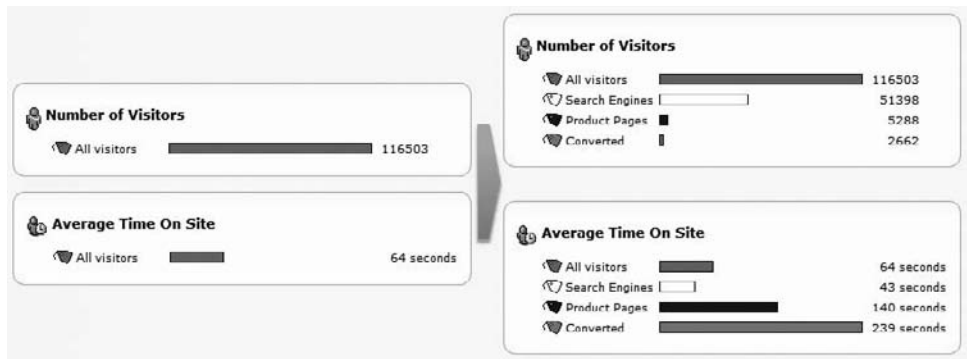 Number of Visitors
All visitors 116503
Average Time On Site
All visitors 64 seconds
Number of Visitors
All visitors 116503
Search Engines 51398
Product Pages 5288
Converted 2662
Average Time On Site
All visitors 64 seconds
Search Engines 43 seconds
Product Pages 140 seconds
Converted 239 seconds